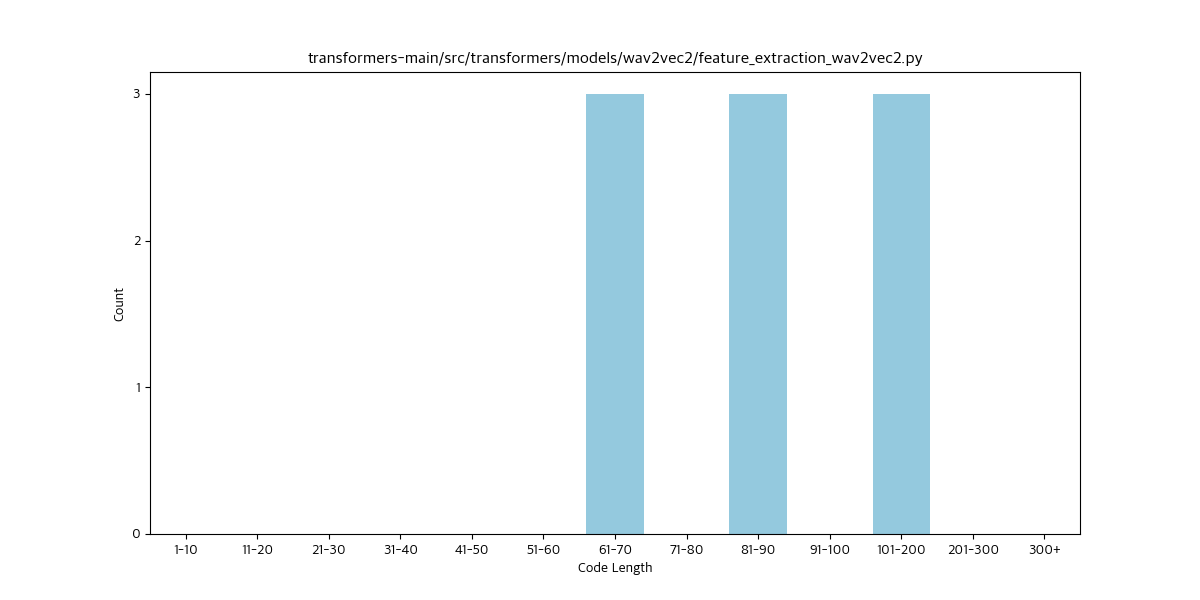 transformers-main/src/transformers/models/wav2vec2/feature_extraction_wav2vec2.py
3
2
1
0
Count
1-10 11-20 21-30 31-40 41-50 51-60 61-70 71-80 81-90 91-100 101-200 201-300 300+
Code Length